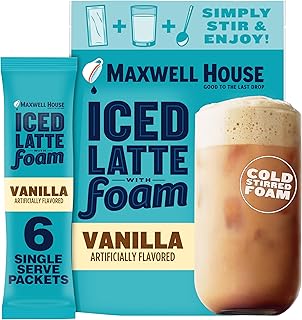 SIMPLY
STIR &
ENJOY!
MAXWELL HOUSE
GOOD TO THE LAST DROP
ICED
LATTE
WITH
foam
VANILLA
ARTIFICIALLY FLAVORED
MAXWELL HOUSE
ICED
LATTE
WITH
foam
VANILLA
ARTIFICIALLY FLAVORED
6
SINGLE
SERVE
PACKETS
COLD
STIRRED
FOAM